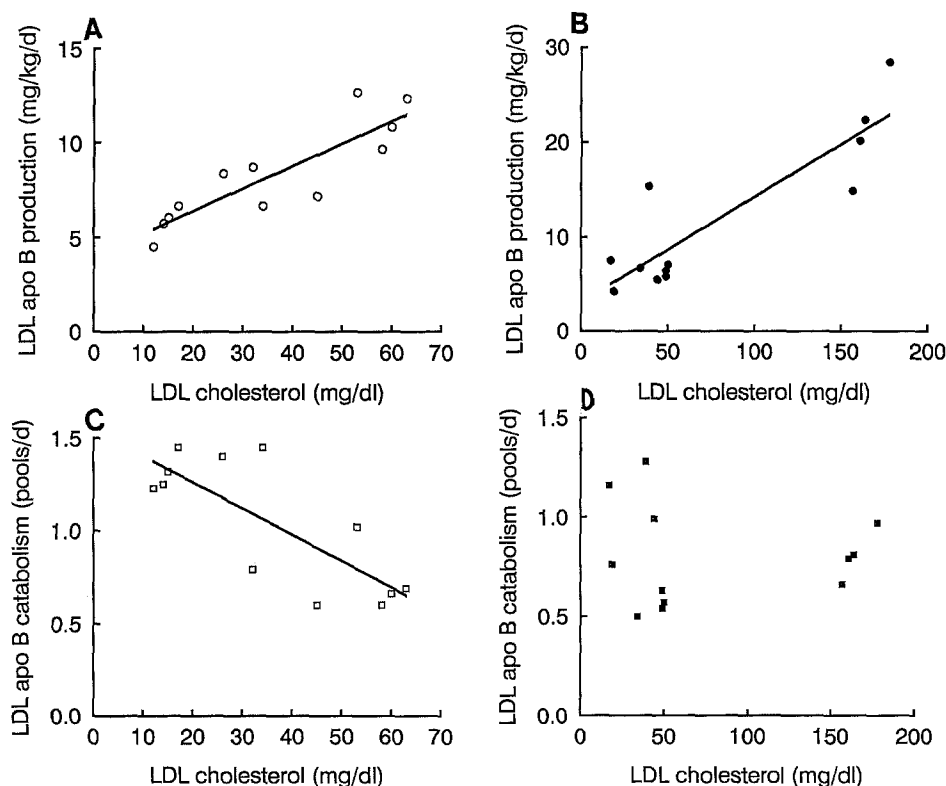 A
LDL apo B production (mg/kg/d)
15
10
5
0
0 10 20 30 40 50 60 70
LDL cholesterol (mg/dl)
B
LDL apo B production (mg/kg/d)
30
20
10
0
0 50 100 150 200
LDL cholesterol (mg/dl)
C
LDL apo B catabolism (pools/d)
1.5
1.0
0.5
0.0
0 10 20 30 40 50 60 70
LDL cholesterol (mg/dl)
D
LDL apo B catabolism (pools/d)
1.5
1.0
0.5
0.0
0 50 100 150 200
LDL cholesterol (mg/dl)